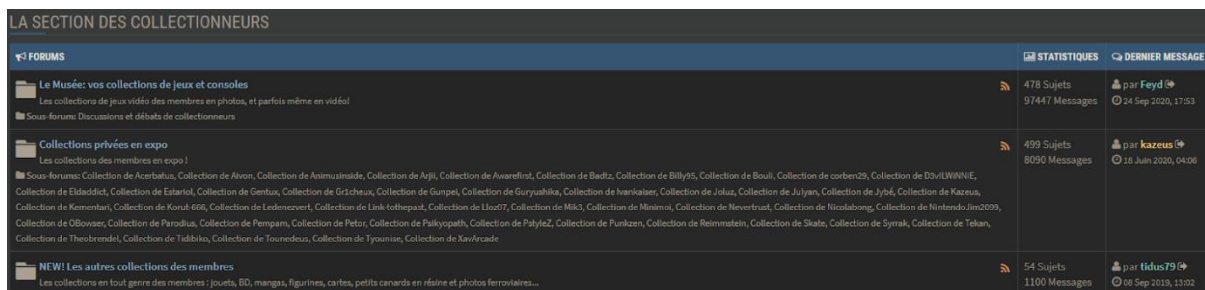 LA SECTION DES COLLECTIONNEURS
FORUMS STATISTIQUES DERNIER MESSAGE
Le Musée: vos collections de jeux et consoles 478 Sujets par Feyd
Les collections de jeux vidéo des membres en photos, et parfois même en vidéo! 97447 Messages 24 Sep 2020, 17:53
Sous-forum: Discussions et débats de collectionneurs
Collections privées en expo 499 Sujets par kazeus
Les collections des membres en expo ! 8090 Messages 18 Juin 2020, 04:06
Sous-forums: Collection de Acerbatus, Collection de Aivon, Collection de Animusinside, Collection de Arjii, Collection de Awarefirst, Collection de Badtz, Collection de Billy95, Collection de Bouli, Collection de corben29, Collection de D3vILWINNIE,
Collection de Eldaddict, Collection de Estariol, Collection de Gentux, Collection de Gr1cheux, Collection de Gunpei, Collection de Guryushika, Collection de Ivankaiser, Collection de Joluz, Collection de Julyan, Collection de Jybé, Collection de Kazeus,
Collection de Kementari, Collection de Korut-666, Collection de Ledenezvert, Collection de Link-tothepast, Collection de Lloz07, Collection de Mik3, Collection de Minimoi, Collection de Nevertrust, Collection de Nicolabong, Collection de NintendoJim2099,
Collection de OBowser, Collection de Parodius, Collection de Pempam, Collection de Petor, Collection de Psikyopath, Collection de PstyleZ, Collection de Punkzen, Collection de Reimmstein, Collection de Skate, Collection de Syrrak, Collection de Tekan,
Collection de Theobrendel, Collection de Tidibiko, Collection de Tounedeus, Collection de Tyounise, Collection de XavArcade
NEW! Les autres collections des membres 54 Sujets par tidus79
Les collections en tout genre des membres : jouets, BD, mangas, figurines, cartes, petits canards en résine et photos ferroviaires... 1100 Messages 08 Sep 2019, 13:02